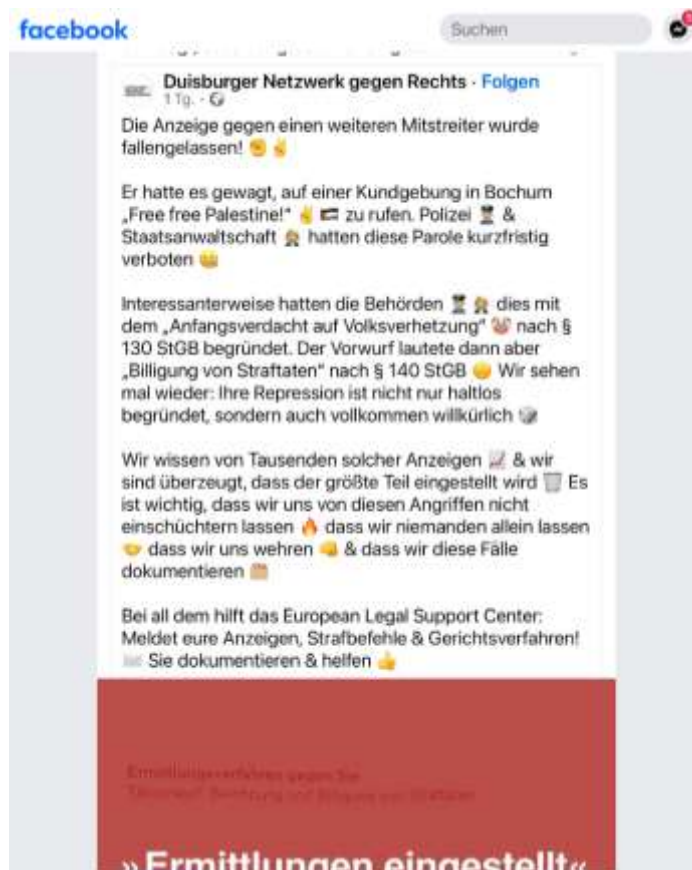 facebook
Suchen
Duisburger Netzwerk gegen Rechts · Folgen
1 Tg. ·
Die Anzeige gegen einen weiteren Mitstreiter wurde
fallengelassen! ✊✌️
Er hatte es gewagt, auf einer Kundgebung in Bochum
„Free free Palestine!“ ✌️🇵🇸 zu rufen. Polizei &
Staatsanwaltschaft hatten diese Parole kurzfristig
verboten
Interessanterweise hatten die Behörden dies mit
dem „Anfangsverdacht auf Volksverhetzung“ 🤡 nach §
130 StGB begründet. Der Vorwurf lautete dann aber
„Billigung von Straftaten“ nach § 140 StGB Wir sehen
mal wieder: Ihre Repression ist nicht nur haltlos
begründet, sondern auch vollkommen willkürlich 🎲
Wir wissen von Tausenden solcher Anzeigen 📈 & wir
sind überzeugt, dass der größte Teil eingestellt wird 🗑️ Es
ist wichtig, dass wir uns von diesen Angriffen nicht
einschüchtern lassen 🔥 dass wir niemanden allein lassen
🤝 dass wir uns wehren 👊 & dass wir diese Fälle
dokumentieren
Bei all dem hilft das European Legal Support Center:
Meldet eure Anzeigen, Strafbefehle & Gerichtsverfahren!
Sie dokumentieren & helfen 👍
Ermittlungsverfahren gegen Sie
»Ermittlungen eingestellt«